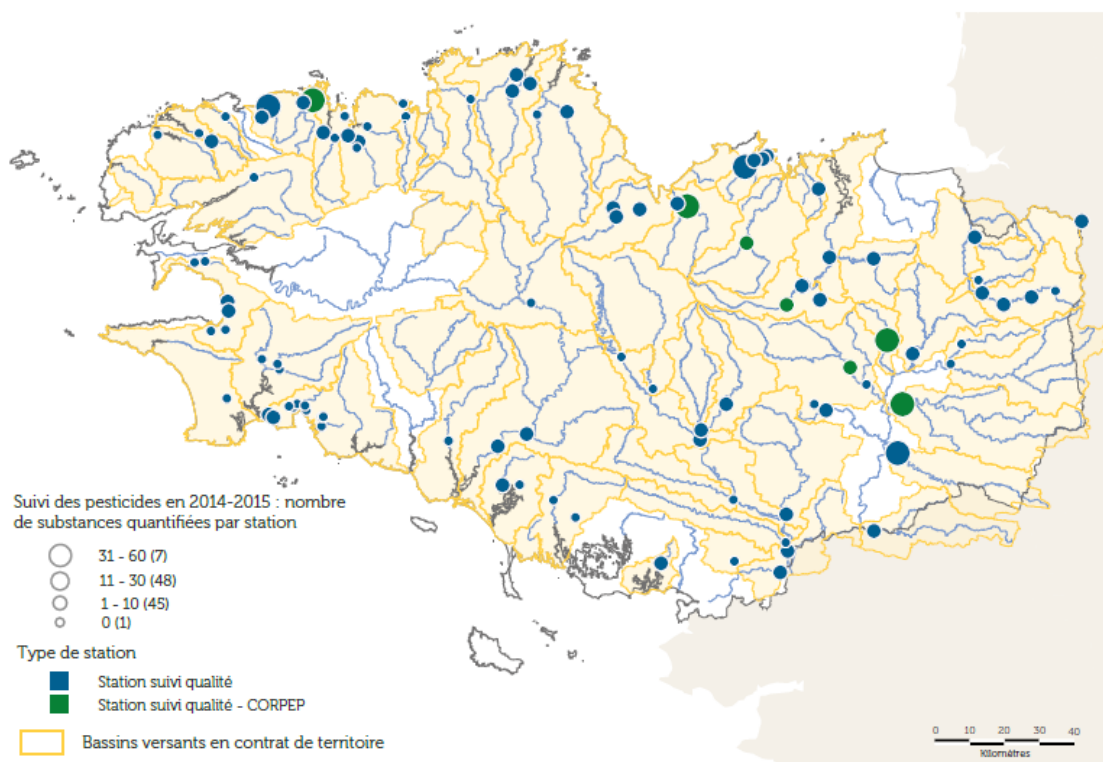 Suivi des pesticides en 2014-2015 : nombre
de substances quantifiées par station
31 - 60 (7)
11 - 30 (48)
1 - 10 (45)
0 (1)
Type de station
Station suivi qualité
Station suivi qualité - CORPEP
Bassins versants en contrat de territoire
0 10 20 30 40
Kilomètres